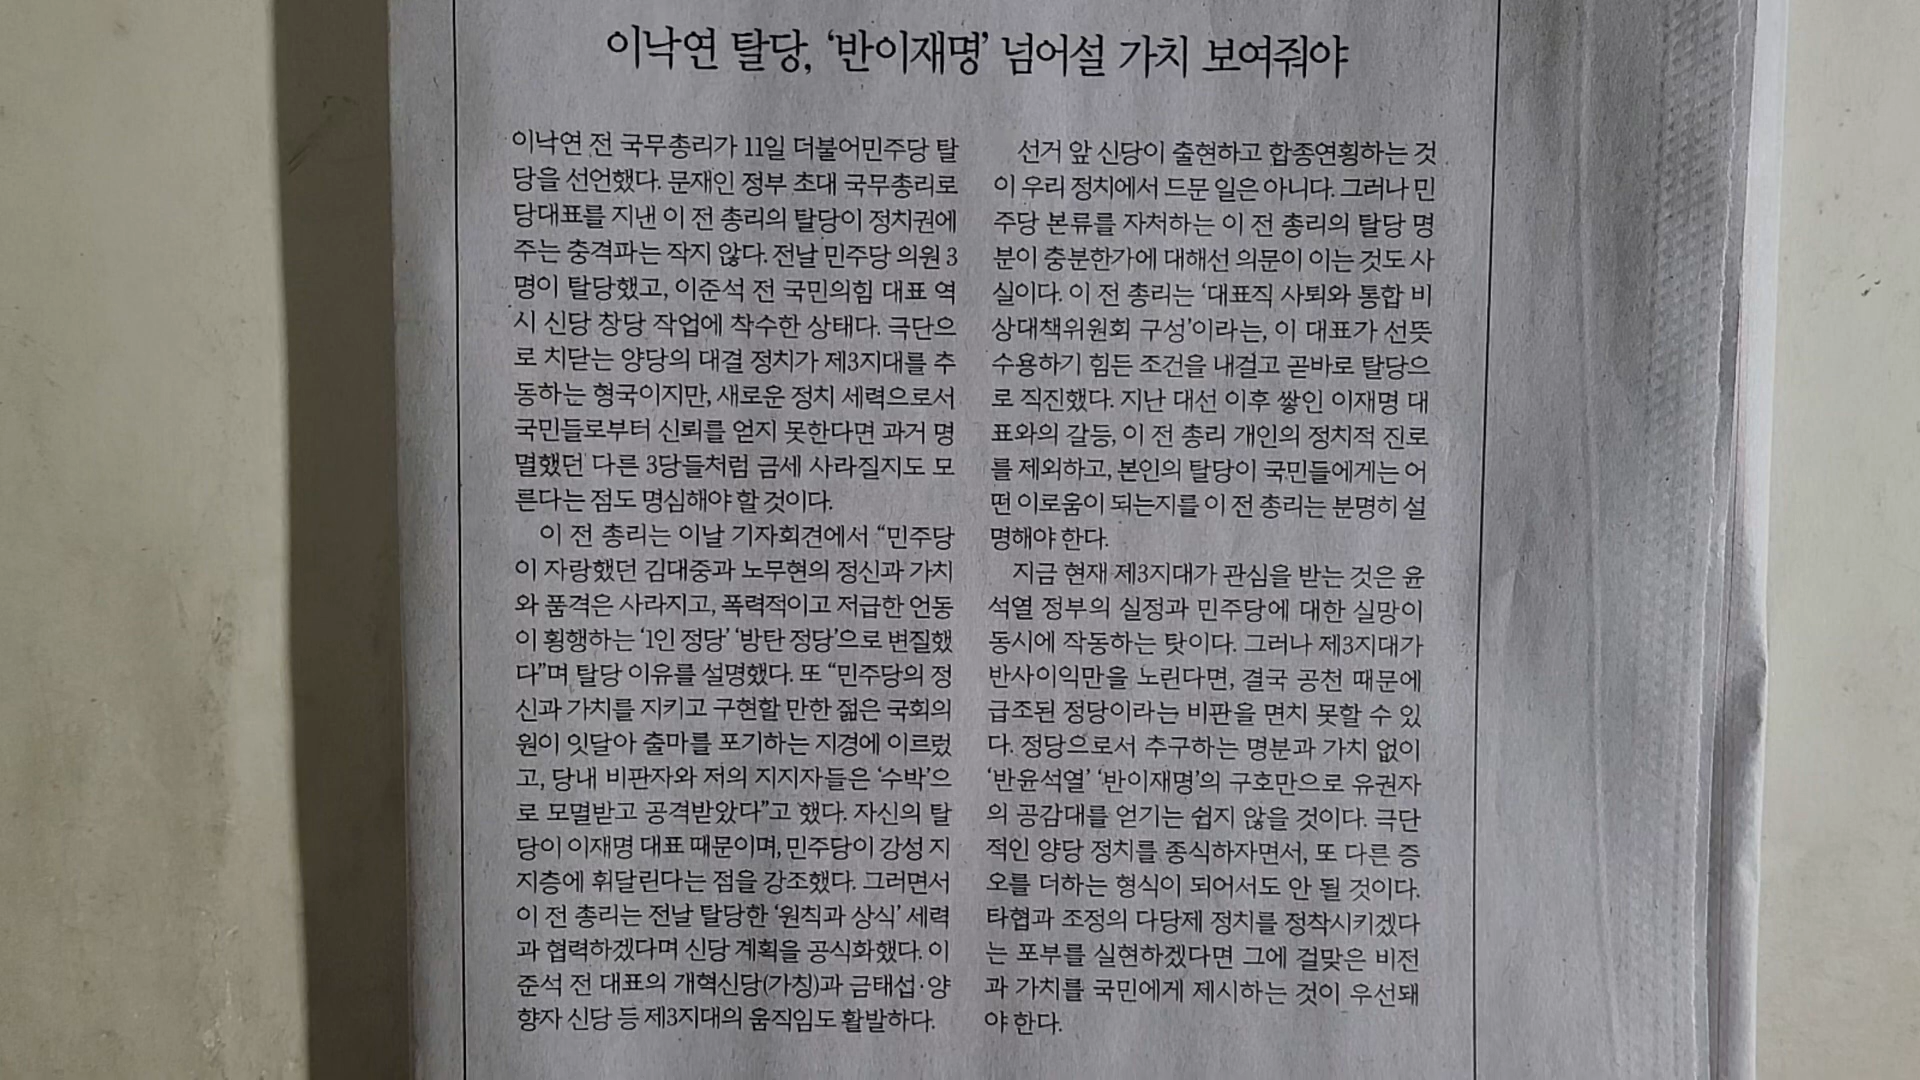 이낙연 탈당, ‘반이재명’ 넘어설 가치 보여줘야
이낙연 전 국무총리가 11일 더불어민주당 탈
당을 선언했다. 문재인 정부 초대 국무총리로
당대표를 지낸 이 전 총리의 탈당이 정치권에
주는 충격파는 작지 않다. 전날 민주당 의원 3
명이 탈당했고, 이준석 전 국민의힘 대표 역
시 신당 창당 작업에 착수한 상태다. 극단으
로 치닫는 양당의 대결 정치가 제3지대를 추
동하는 형국이지만, 새로운 정치 세력으로서
국민들로부터 신뢰를 얻지 못한다면 과거 명
멸했던 다른 3당들처럼 금세 사라질지도 모
른다는 점도 명심해야 할 것이다.
이 전 총리는 이날 기자회견에서 “민주당
이 자랑했던 김대중과 노무현의 정신과 가치
와 품격은 사라지고, 폭력적이고 저급한 언동
이 횡행하는 ‘1인 정당’ ‘방탄 정당’으로 변질했
다”며 탈당 이유를 설명했다. 또 “민주당의 정
신과 가치를 지키고 구현할 만한 젊은 국회의
원이 잇달아 출마를 포기하는 지경에 이르렀
고, 당내 비판자와 저의 지지자들은 ‘수박’으
로 모멸받고 공격받았다”고 했다. 자신의 탈
당이 이재명 대표 때문이며, 민주당이 강성 지
지층에 휘달린다는 점을 강조했다. 그러면서
이 전 총리는 전날 탈당한 ‘원칙과 상식’ 세력
과 협력하겠다며 신당 계획을 공식화했다. 이
준석 전 대표의 개혁신당(가칭)과 금태섭·양
향자 신당 등 제3지대의 움직임도 활발하다.
선거 앞 신당이 출현하고 합종연횡하는 것
이 우리 정치에서 드문 일은 아니다. 그러나 민
주당 본류를 자처하는 이 전 총리의 탈당 명
분이 충분한가에 대해선 의문이 이는 것도 사
실이다. 이 전 총리는 ‘대표직 사퇴와 통합 비
상대책위원회 구성’이라는, 이 대표가 선뜻
수용하기 힘든 조건을 내걸고 곧바로 탈당으
로 직진했다. 지난 대선 이후 쌓인 이재명 대
표와의 갈등, 이 전 총리 개인의 정치적 진로
를 제외하고, 본인의 탈당이 국민들에게는 어
떤 이로움이 되는지를 이 전 총리는 분명히 설
명해야 한다.
지금 현재 제3지대가 관심을 받는 것은 윤
석열 정부의 실정과 민주당에 대한 실망이
동시에 작동하는 탓이다. 그러나 제3지대가
반사이익만을 노린다면, 결국 공천 때문에
급조된 정당이라는 비판을 면치 못할 수 있
다. 정당으로서 추구하는 명분과 가치 없이
‘반윤석열’ ‘반이재명’의 구호만으로 유권자
의 공감대를 얻기는 쉽지 않을 것이다. 극단
적인 양당 정치를 종식하자면서, 또 다른 증
오를 더하는 형식이 되어서도 안 될 것이다.
타협과 조정의 다당제 정치를 정착시키겠다
는 포부를 실현하겠다면 그에 걸맞은 비전
과 가치를 국민에게 제시하는 것이 우선돼
야 한다.